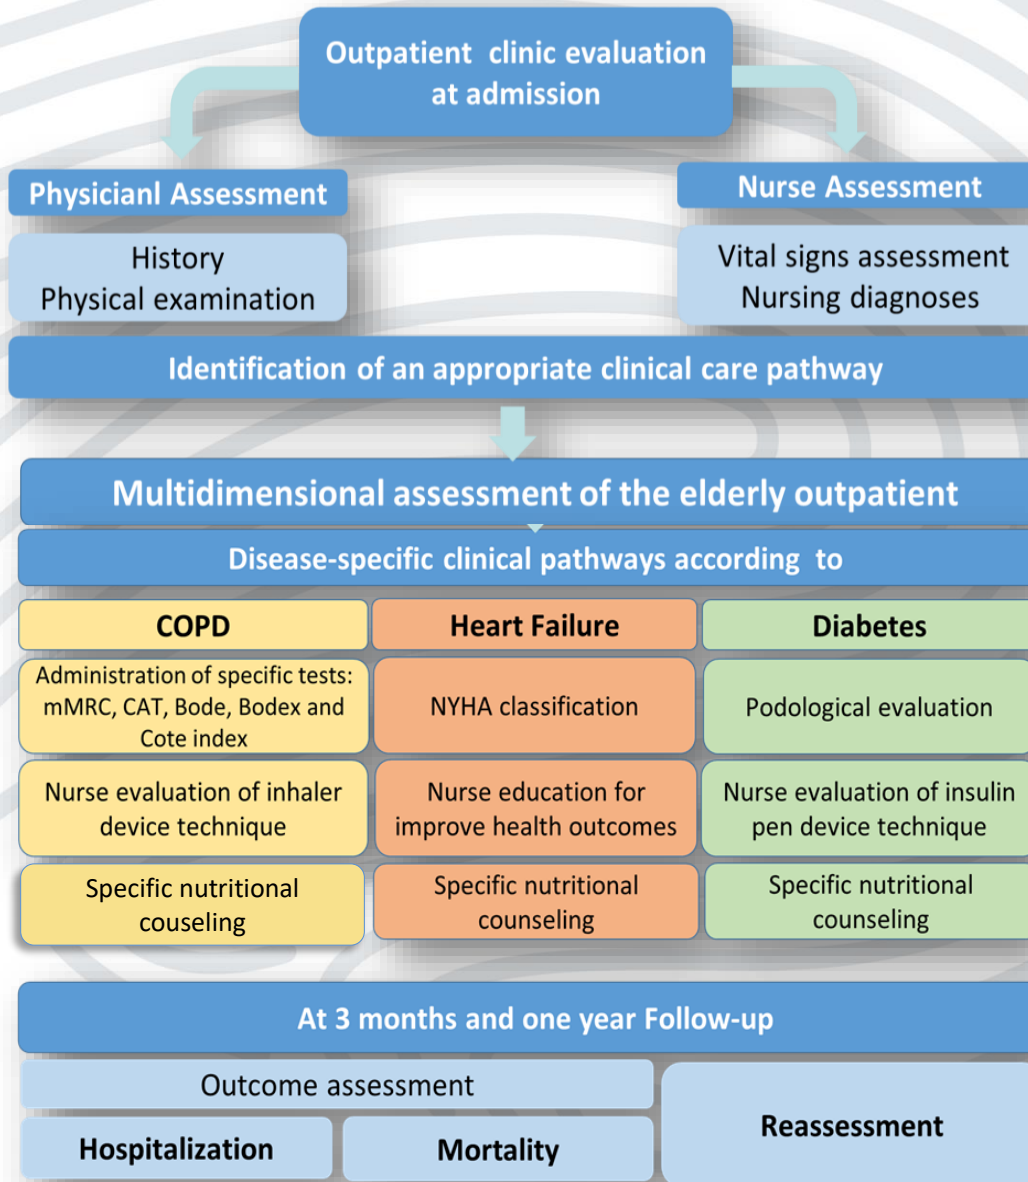 Outpatient clinic evaluation
at admission
Physicianl Assessment
Nurse Assessment
History
Physical examination
Vital signs assessment
Nursing diagnoses
Identification of an appropriate clinical care pathway
Multidimensional assessment of the elderly outpatient
Disease-specific clinical pathways according to
COPD
Heart Failure
Diabetes
Administration of specific tests:
mMRC, CAT, Bode, Bodex and
Cote index
NYHA classification
Podological evaluation
Nurse evaluation of inhaler
device technique
Nurse education for
improve health outcomes
Nurse evaluation of insulin
pen device technique
Specific nutritional
couseling
Specific nutritional
counseling
Specific nutritional
counseling
At 3 months and one year Follow-up
Outcome assessment
Hospitalization
Mortality
Reassessment